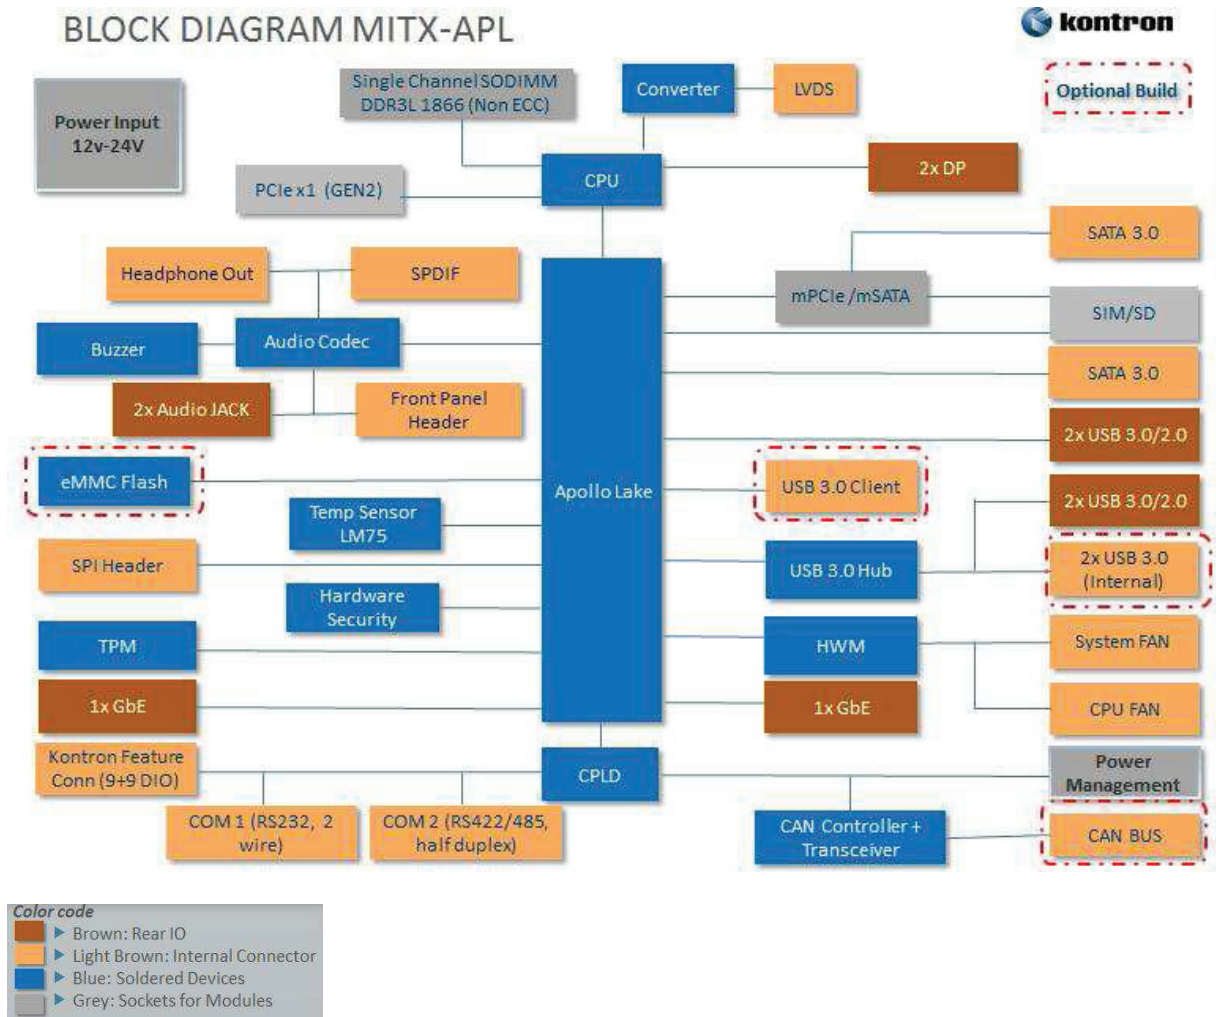 BLOCK DIAGRAM MITX-APL
kontron
Power Input
12v-24V
Single Channel SODIMM
DDR3L 1866 (Non ECC)
Converter
LVDS
Optional Build
PCIe x1 (GEN2)
CPU
2x DP
SATA 3.0
Headphone Out
SPDIF
mPCIe /mSATA
SIM/SD
Buzzer
Audio Codec
SATA 3.0
2x Audio JACK
Front Panel
Header
2x USB 3.0/2.0
eMMC Flash
Apollo Lake
USB 3.0 Client
2x USB 3.0/2.0
Temp Sensor
LM75
SPI Header
USB 3.0 Hub
2x USB 3.0
(Internal)
Hardware
Security
TPM
HWM
System FAN
1x GbE
1x GbE
CPU FAN
Kontron Feature
Conn (9+9 DIO)
CPLD
Power
Management
COM 1 (RS232, 2
wire)
COM 2 (RS422/485,
half duplex)
CAN Controller +
Transceiver
CAN BUS
Color code
Brown: Rear IO
Light Brown: Internal Connector
Blue: Soldered Devices
Grey: Sockets for Modules